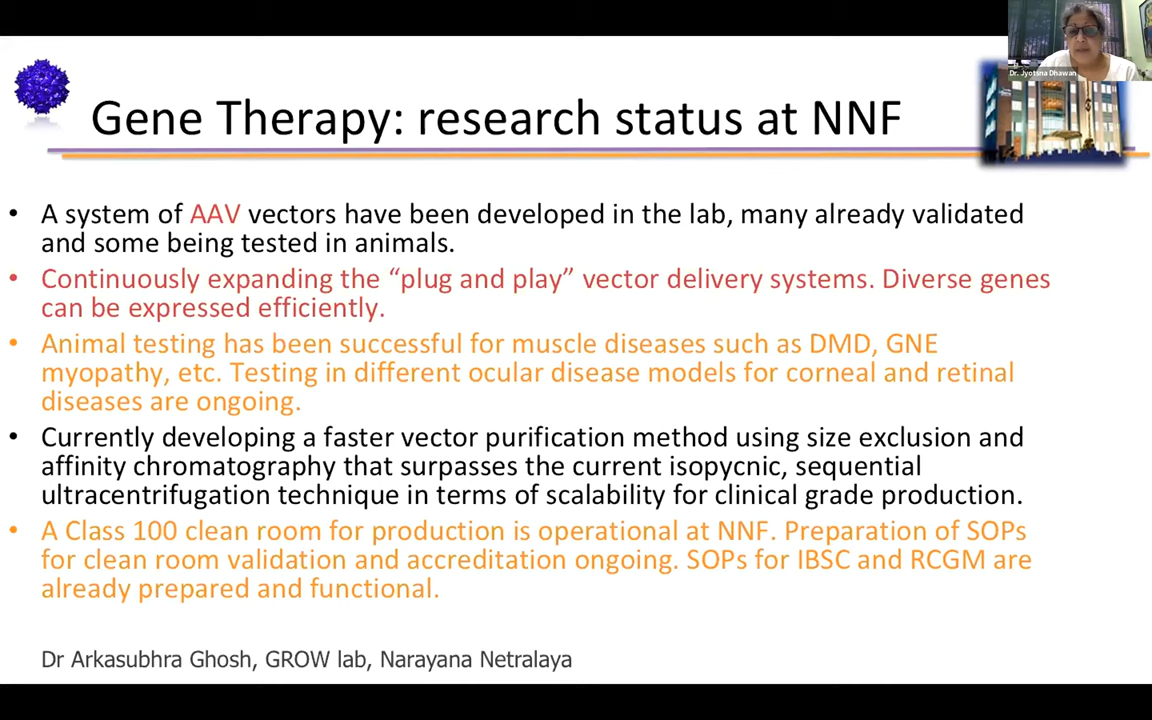 Dr. Jyotsna Dhawan
Gene Therapy: research status at NNF
• A system of AAV vectors have been developed in the lab, many already validated
and some being tested in animals.
• Continuously expanding the “plug and play” vector delivery systems. Diverse genes
can be expressed efficiently.
• Animal testing has been successful for muscle diseases such as DMD, GNE
myopathy, etc. Testing in different ocular disease models for corneal and retinal
diseases are ongoing.
• Currently developing a faster vector purification method using size exclusion and
affinity chromatography that surpasses the current isopycnic, sequential
ultracentrifugation technique in terms of scalability for clinical grade production.
• A Class 100 clean room for production is operational at NNF. Preparation of SOPs
for clean room validation and accreditation ongoing. SOPs for IBSC and RCGM are
already prepared and functional.
Dr Arkasubhra Ghosh, GROW lab, Narayana Netralaya